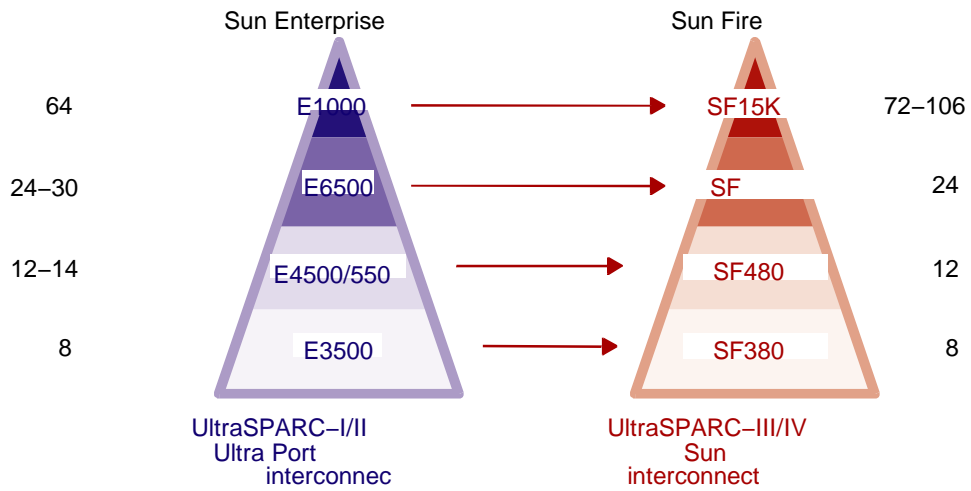 Sun Enterprise
Sun Fire
64
E1000
SF15K
72–106
24–30
E6500
SF
24
12–14
E4500/550
SF480
12
8
E3500
SF380
8
UltraSPARC–I/II
Ultra Port
interconnec
UltraSPARC–III/IV
Sun
interconnect